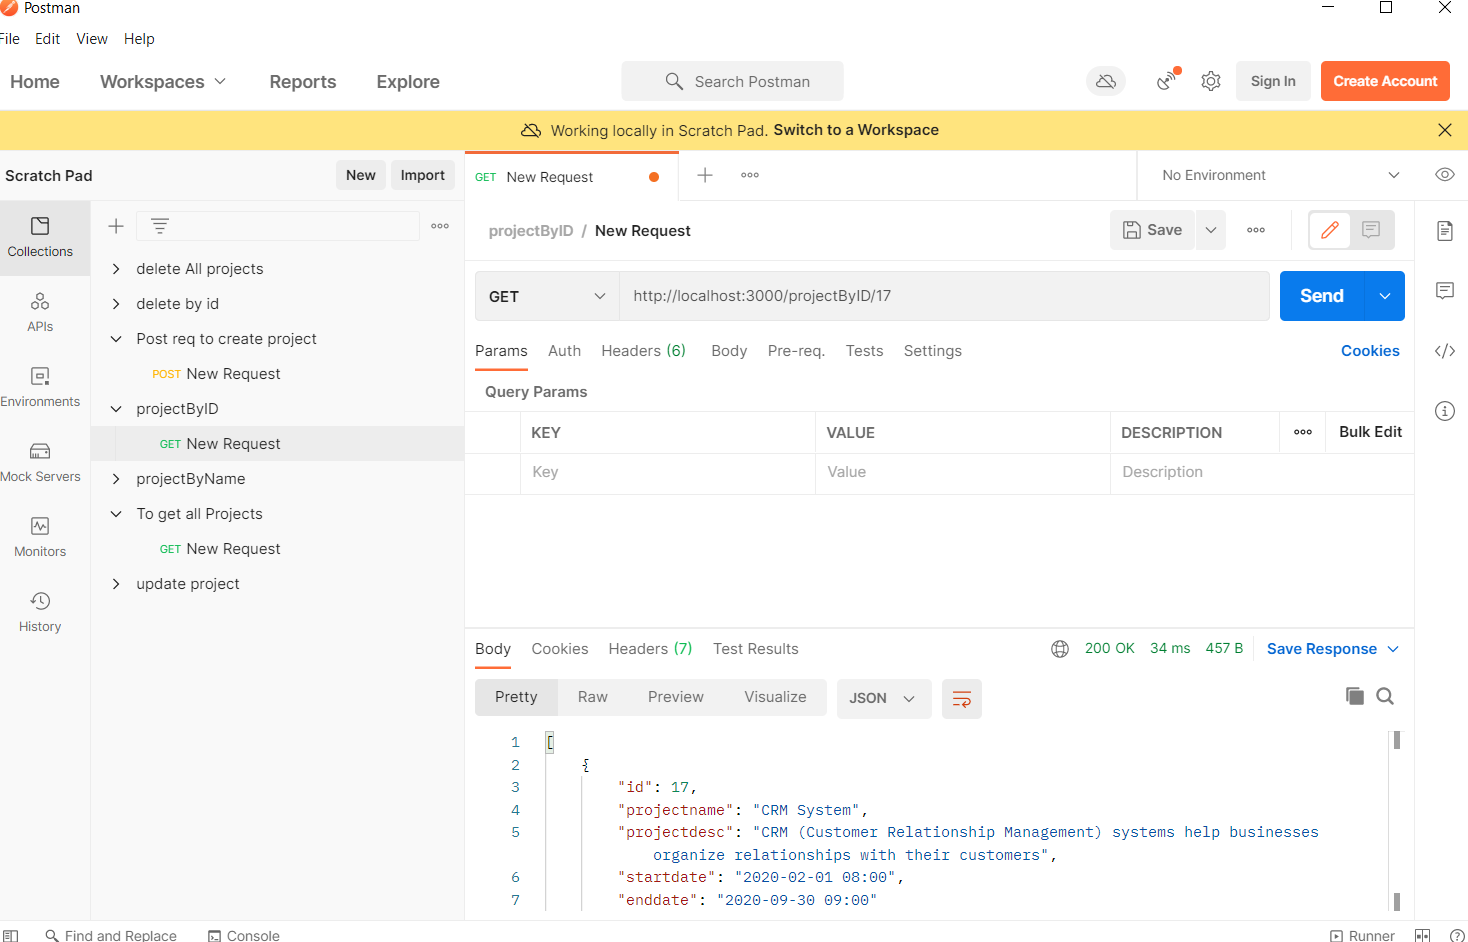 Postman
File Edit View Help
Home Workspaces Reports Explore Search Postman Sign In Create Account
Working locally in Scratch Pad. Switch to a Workspace
Scratch Pad New Import
GET New Request No Environment
Collections
APIs
Environments
Mock Servers
Monitors
History
delete All projects
delete by id
Post req to create project
POST New Request
projectByID
GET New Request
projectByName
To get all Projects
GET New Request
update project
projectByID / New Request Save
GET http://localhost:3000/projectByID/17 Send
Params Auth Headers (6) Body Pre-req. Tests Settings Cookies
Query Params
KEY VALUE DESCRIPTION Bulk Edit
Key Value Description
Body Cookies Headers (7) Test Results 200 OK 34 ms 457 B Save Response
Pretty Raw Preview Visualize JSON
1 [
2 {
3 "id": 17,
4 "projectname": "CRM System",
5 "projectdesc": "CRM (Customer Relationship Management) systems help businesses
organize relationships with their customers",
6 "startdate": "2020-02-01 08:00",
7 "enddate": "2020-09-30 09:00"
Find and Replace Console Runner